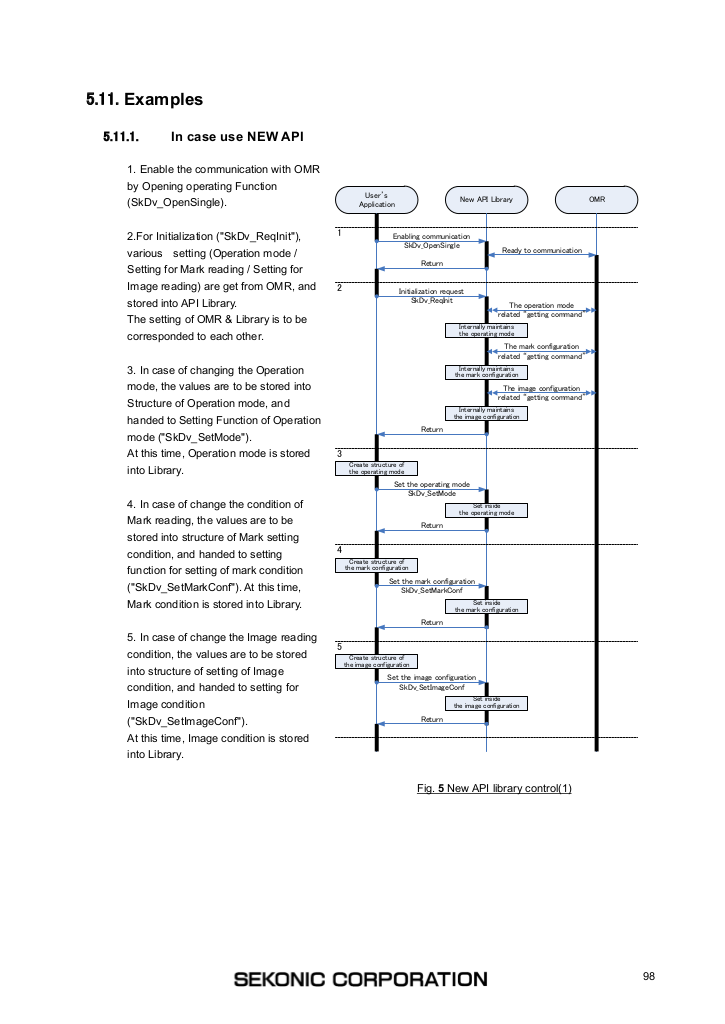 5.11. Examples
5.11.1. In case use NEW API
1. Enable the communication with OMR
by Opening operating Function
(SkDv_OpenSingle).
2.For Initialization ("SkDv_ReqInit"),
various setting (Operation mode /
Setting for Mark reading / Setting for
Image reading) are get from OMR, and
stored into API Library.
The setting of OMR & Library is to be
corresponded to each other.
3. In case of changing the Operation
mode, the values are to be stored into
Structure of Operation mode, and
handed to Setting Function of Operation
mode ("SkDv_SetMode").
At this time, Operation mode is stored
into Library.
4. In case of change the condition of
Mark reading, the values are to be
stored into structure of Mark setting
condition, and handed to setting
function for setting of mark condition
("SkDv_SetMarkConf"). At this time,
Mark condition is stored into Library.
5. In case of change the Image reading
condition, the values are to be stored
into structure of setting of Image
condition, and handed to setting for
Image condition
("SkDv_SetImageConf").
At this time, Image condition is stored
into Library.
User's
Application
New API Library
OMR
1
Enabling communication
SkDv_OpenSirgle
Ready to communication
Return
2
Initialization request
SkDv_ReqInit
The operation mode
related "getting command"
Internally maintains
the operation mode
The mark configuration
related "getting command"
Internally maintains
the mark configuration
The image configuration
related "getting command"
Internally maintains
the image configuration
Return
3
Create structure of
the operating mode
Set the operating mode
SkDv_SetMode
Set inside
the operating mode
Return
4
Create structure of
the mark configuration
Set the mark configuration
SkDv_SetMarkConf
Set inside
the mark configuration
Return
5
Create structure of
the image configuration
Set the image configuration
SkDv_SetImageConf
Set inside
the image configuration
Return
Fig. 5 New API library control(1)
SEKONIC CORPORATION
98